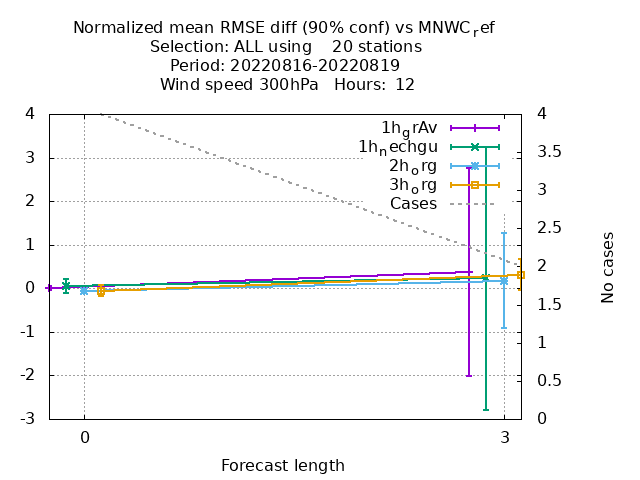 Normalized mean RMSE diff (90% conf) vs MNWC_ref
Selection: ALL using    20 stations
Period: 20220816-20220819
Wind speed 300hPa   Hours:  12
1h_grAv
1h_nechgu
2h_org
3h_org
Cases
4
3
2
1
0
-1
-2
-3
4
3.5
3
2.5
2
1.5
1
0.5
0
No cases
0
3
Forecast length